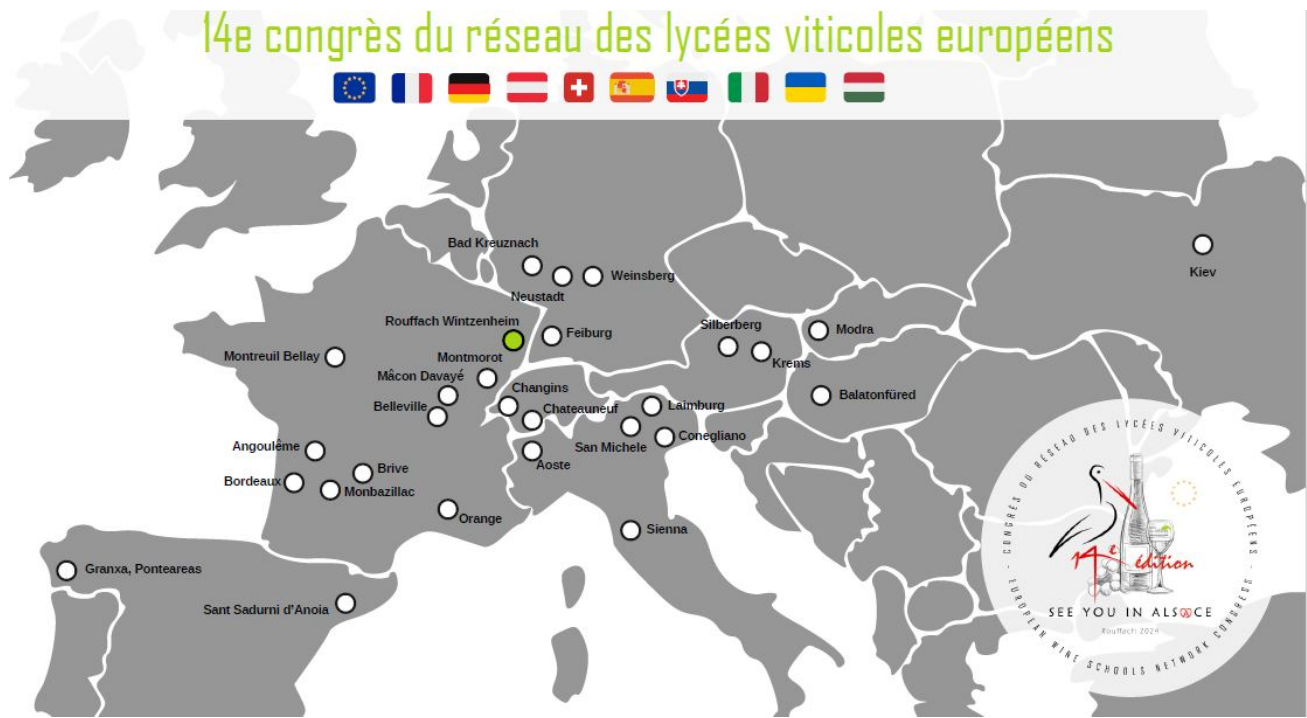 14e congrès du réseau des lycées viticoles européens
Bad Kreuznach
Weinsberg
Neustadt
Kiev
Rouffach Wintzenheim
Feiburg
Silberberg
Modra
Montreuil Bellay
Montmorot
Krems
Mâcon Davayé
Changins
Balatonfüred
Belleville
Chateauneuf
Laimburg
San Michele
Conegliano
Angoulême
Aoste
Brive
Bordeaux
Monbazillac
Orange
Sienna
Granxa, Ponteareas
Sant Sadurni d'Anoia
- CONGRES DU RÉSEAU DES LYCÉES VITICOLES EUROPÉENS -
14e édition
SEE YOU IN ALSACE
Rouffach 2024
EUROPEAN WINE SCHOOLS NETWORK CONGRESS